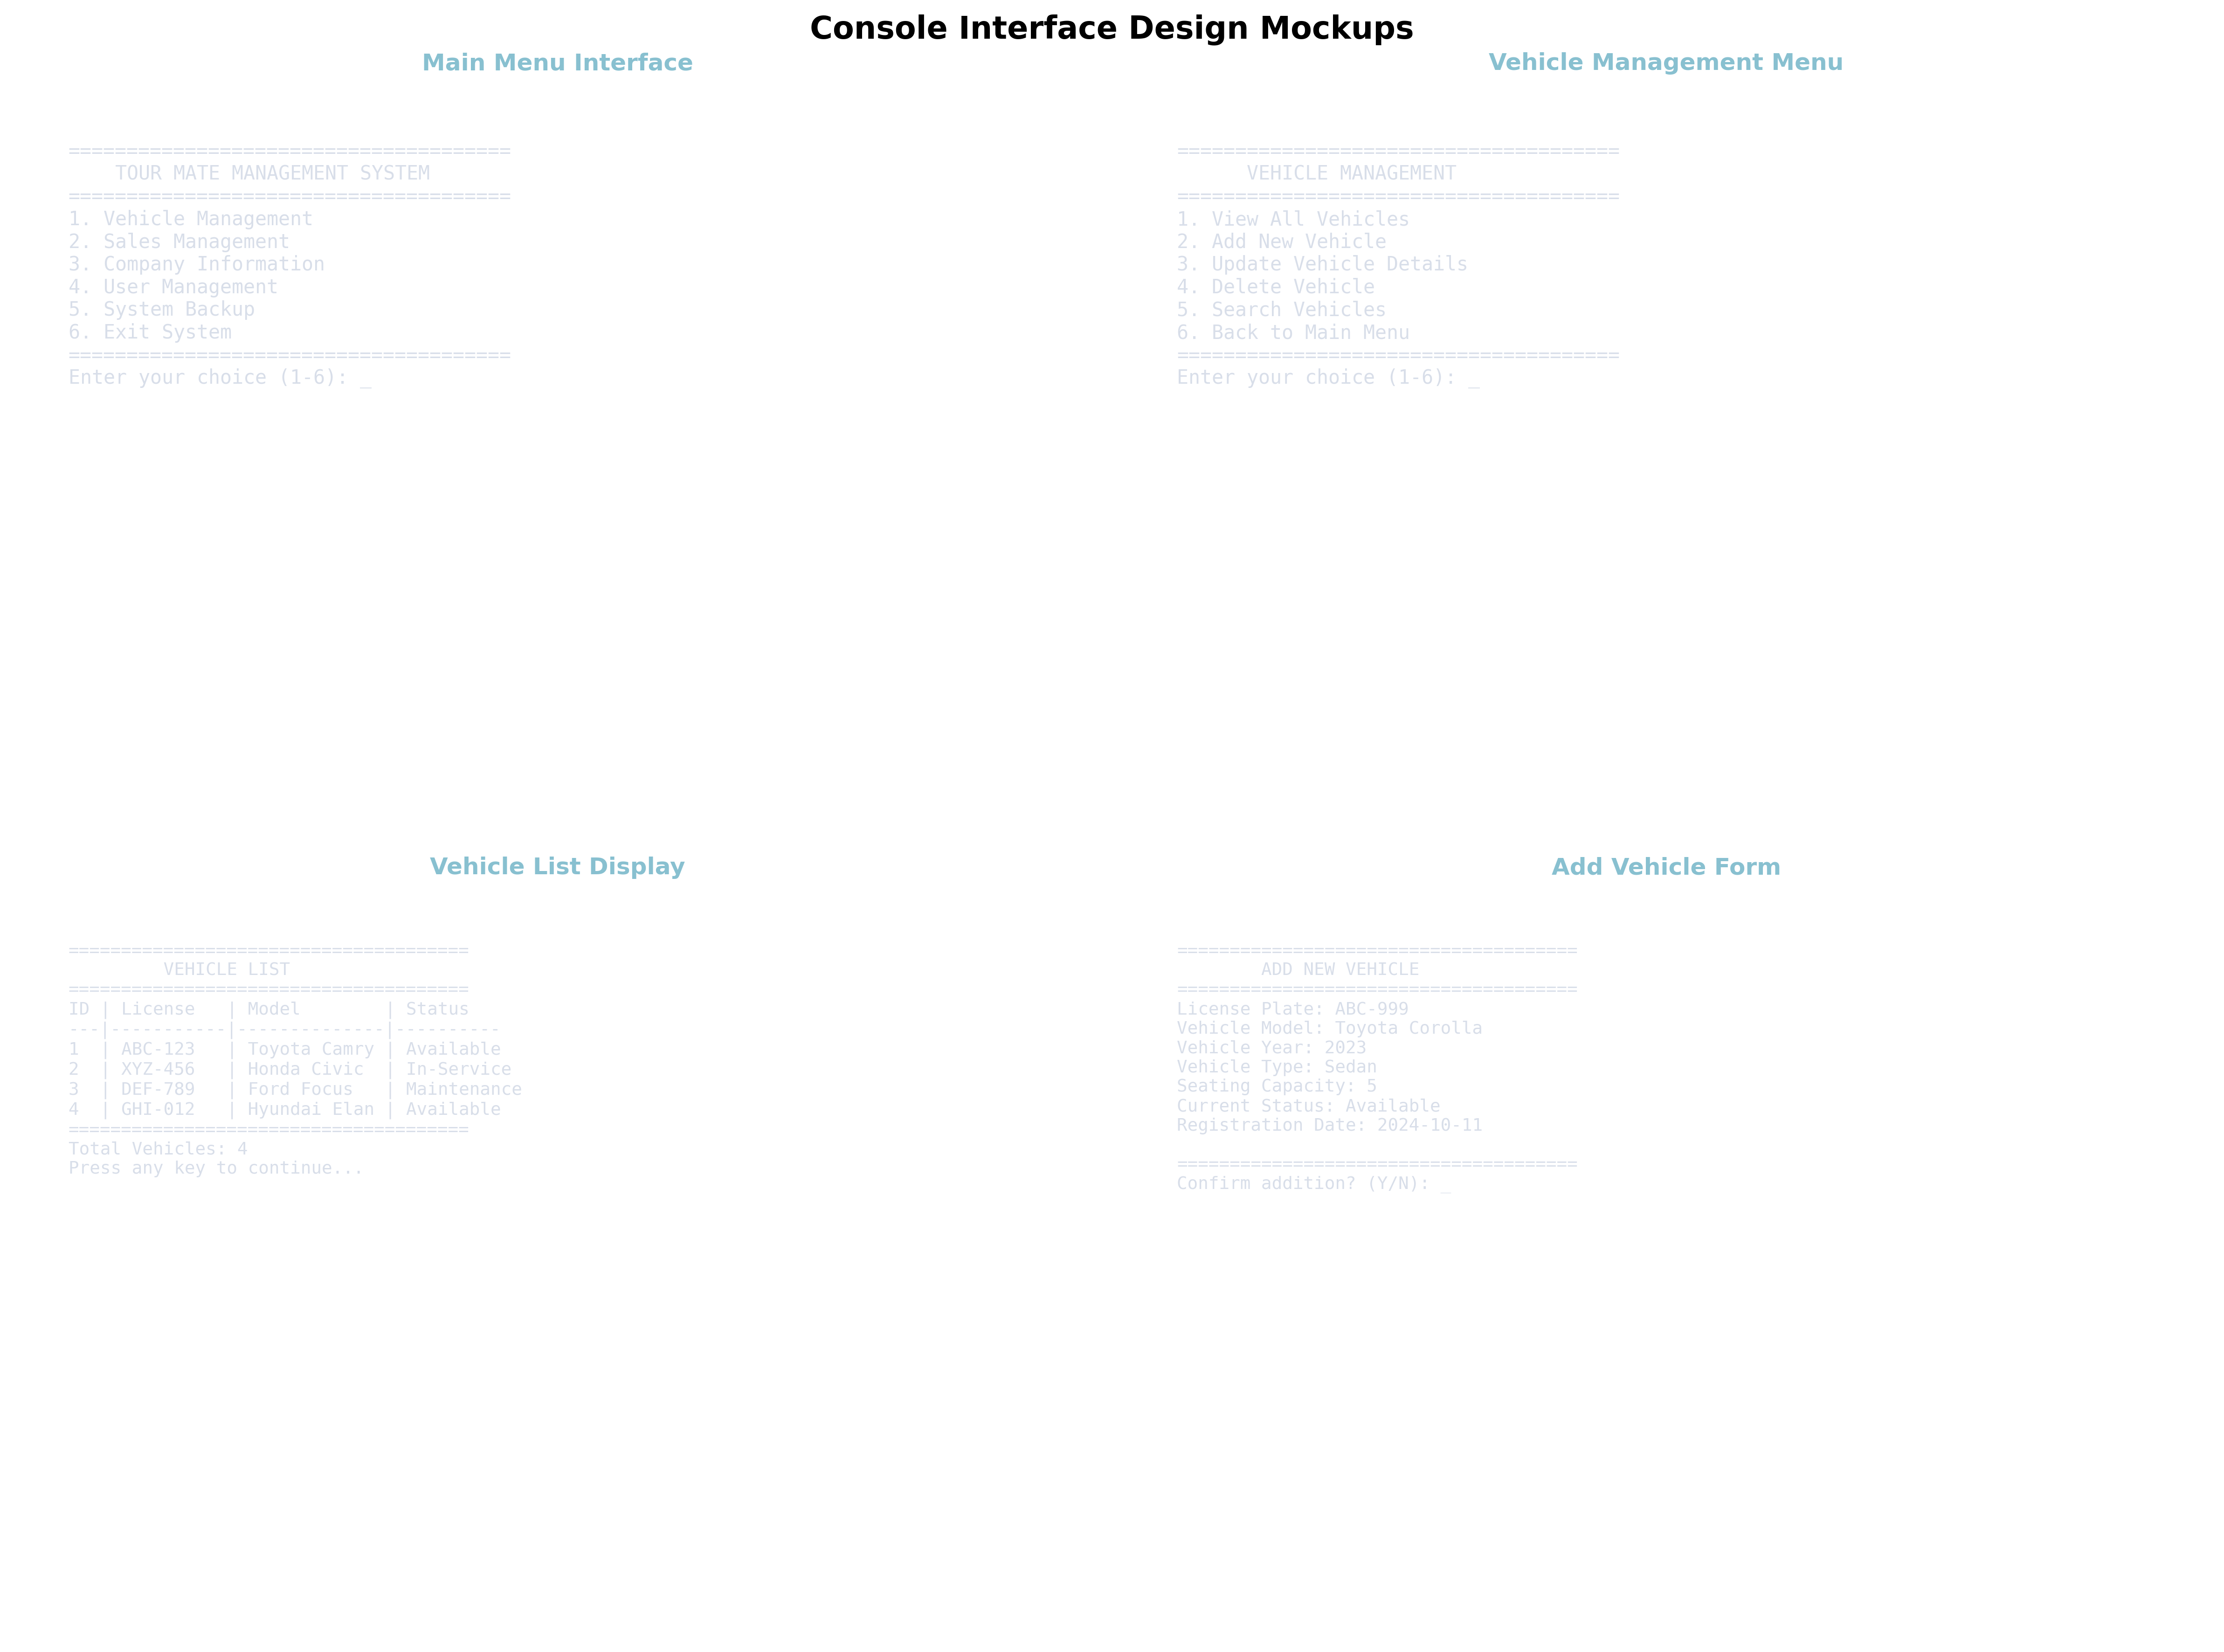 Console Interface Design Mockups
Main Menu Interface
======================================
    TOUR MATE MANAGEMENT SYSTEM
======================================
1. Vehicle Management
2. Sales Management
3. Company Information
4. User Management
5. System Backup
6. Exit System
======================================
Enter your choice (1-6): _
Vehicle Management Menu
======================================
      VEHICLE MANAGEMENT
======================================
1. View All Vehicles
2. Add New Vehicle
3. Update Vehicle Details
4. Delete Vehicle
5. Search Vehicles
6. Back to Main Menu
======================================
Enter your choice (1-6): _
Vehicle List Display
======================================
         VEHICLE LIST
======================================
ID | License   | Model        | Status
---|-----------|--------------|----------
1  | ABC-123   | Toyota Camry | Available
2  | XYZ-456   | Honda Civic  | In-Service
3  | DEF-789   | Ford Focus   | Maintenance
4  | GHI-012   | Hyundai Elan | Available
======================================
Total Vehicles: 4
Press any key to continue...
Add Vehicle Form
======================================
        ADD NEW VEHICLE
======================================
License Plate: ABC-999
Vehicle Model: Toyota Corolla
Vehicle Year: 2023
Vehicle Type: Sedan
Seating Capacity: 5
Current Status: Available
Registration Date: 2024-10-11
======================================
Confirm addition? (Y/N): _